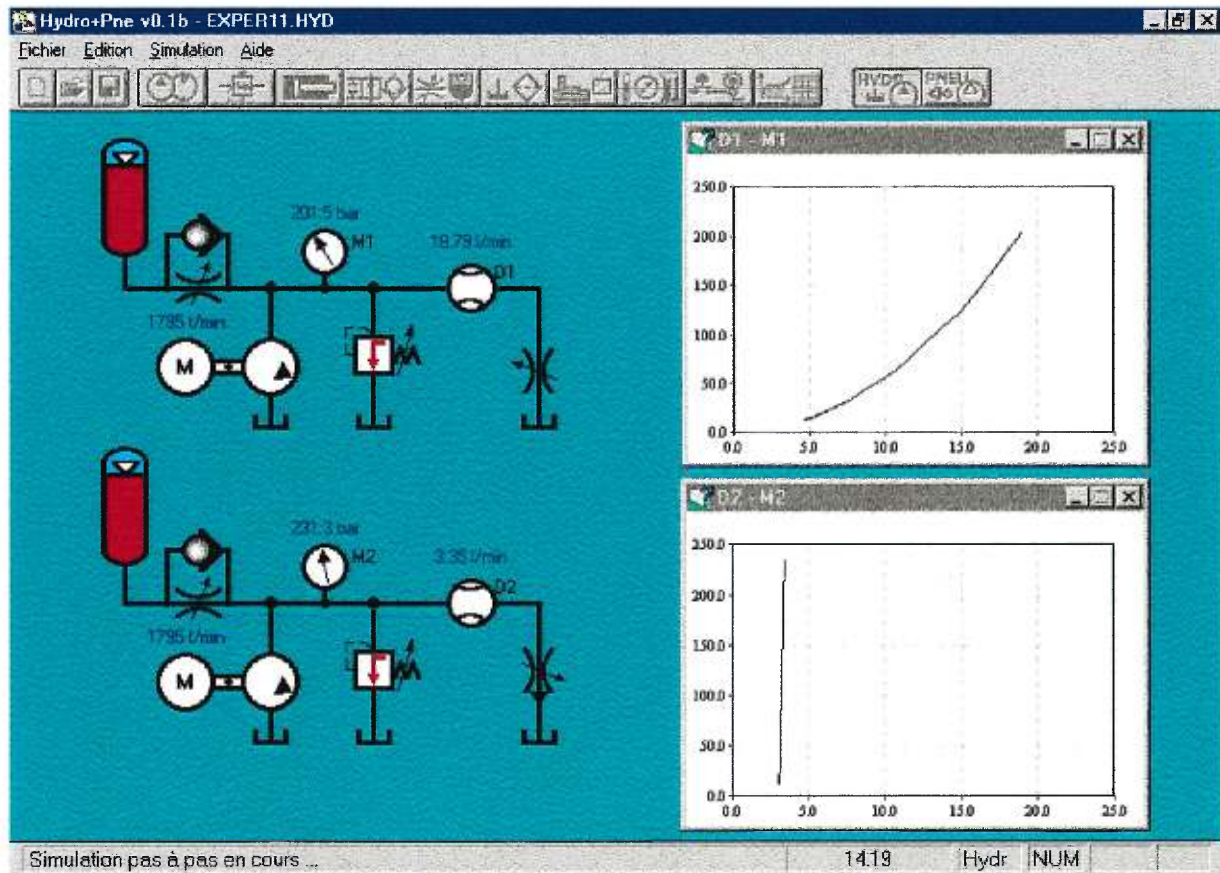 Hydro+Pne v0.1b - EXPER11.HYD
Fichier Edition Simulation Aide
HYDR PNEU
201.5 bar
M1
18.79 l/min
D1
1795 t/min
M
231.3 bar
M2
3.35 l/min
D2
1795 t/min
M
D1 - M1
250.0
200.0
150.0
100.0
50.0
0.0
0.0 5.0 10.0 15.0 20.0 25.0
D2 - M2
250.0
200.0
150.0
100.0
50.0
0.0
0.0 5.0 10.0 15.0 20.0 25.0
Simulation pas à pas en cours ... 14.19 Hydr NUM